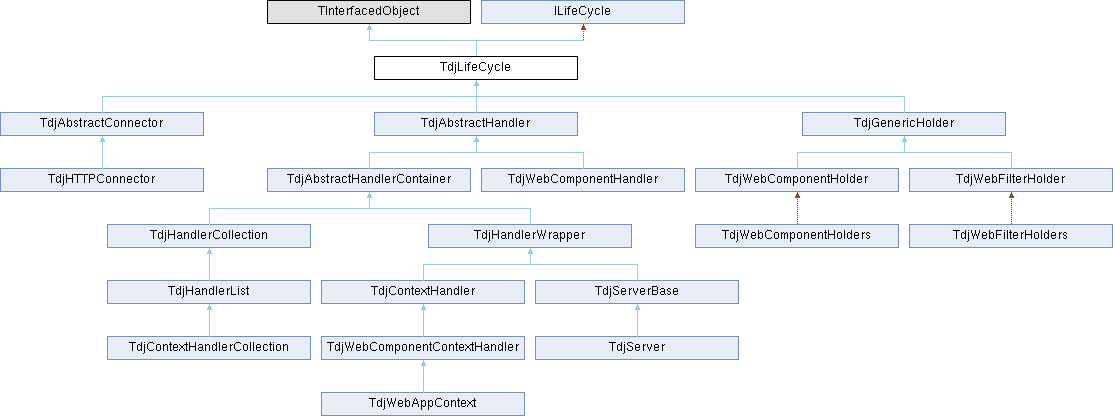 TInterfacedObject
ILifeCycle
TdjLifeCycle
TdjAbstractConnector
TdjAbstractHandler
TdjGenericHolder
TdjHTTPConnector
TdjAbstractHandlerContainer
TdjWebComponentHandler
TdjWebComponentHolder
TdjWebFilterHolder
TdjHandlerCollection
TdjHandlerWrapper
TdjWebComponentHolders
TdjWebFilterHolders
TdjHandlerList
TdjContextHandler
TdjServerBase
TdjContextHandlerCollection
TdjWebComponentContextHandler
TdjServer
TdjWebAppContext